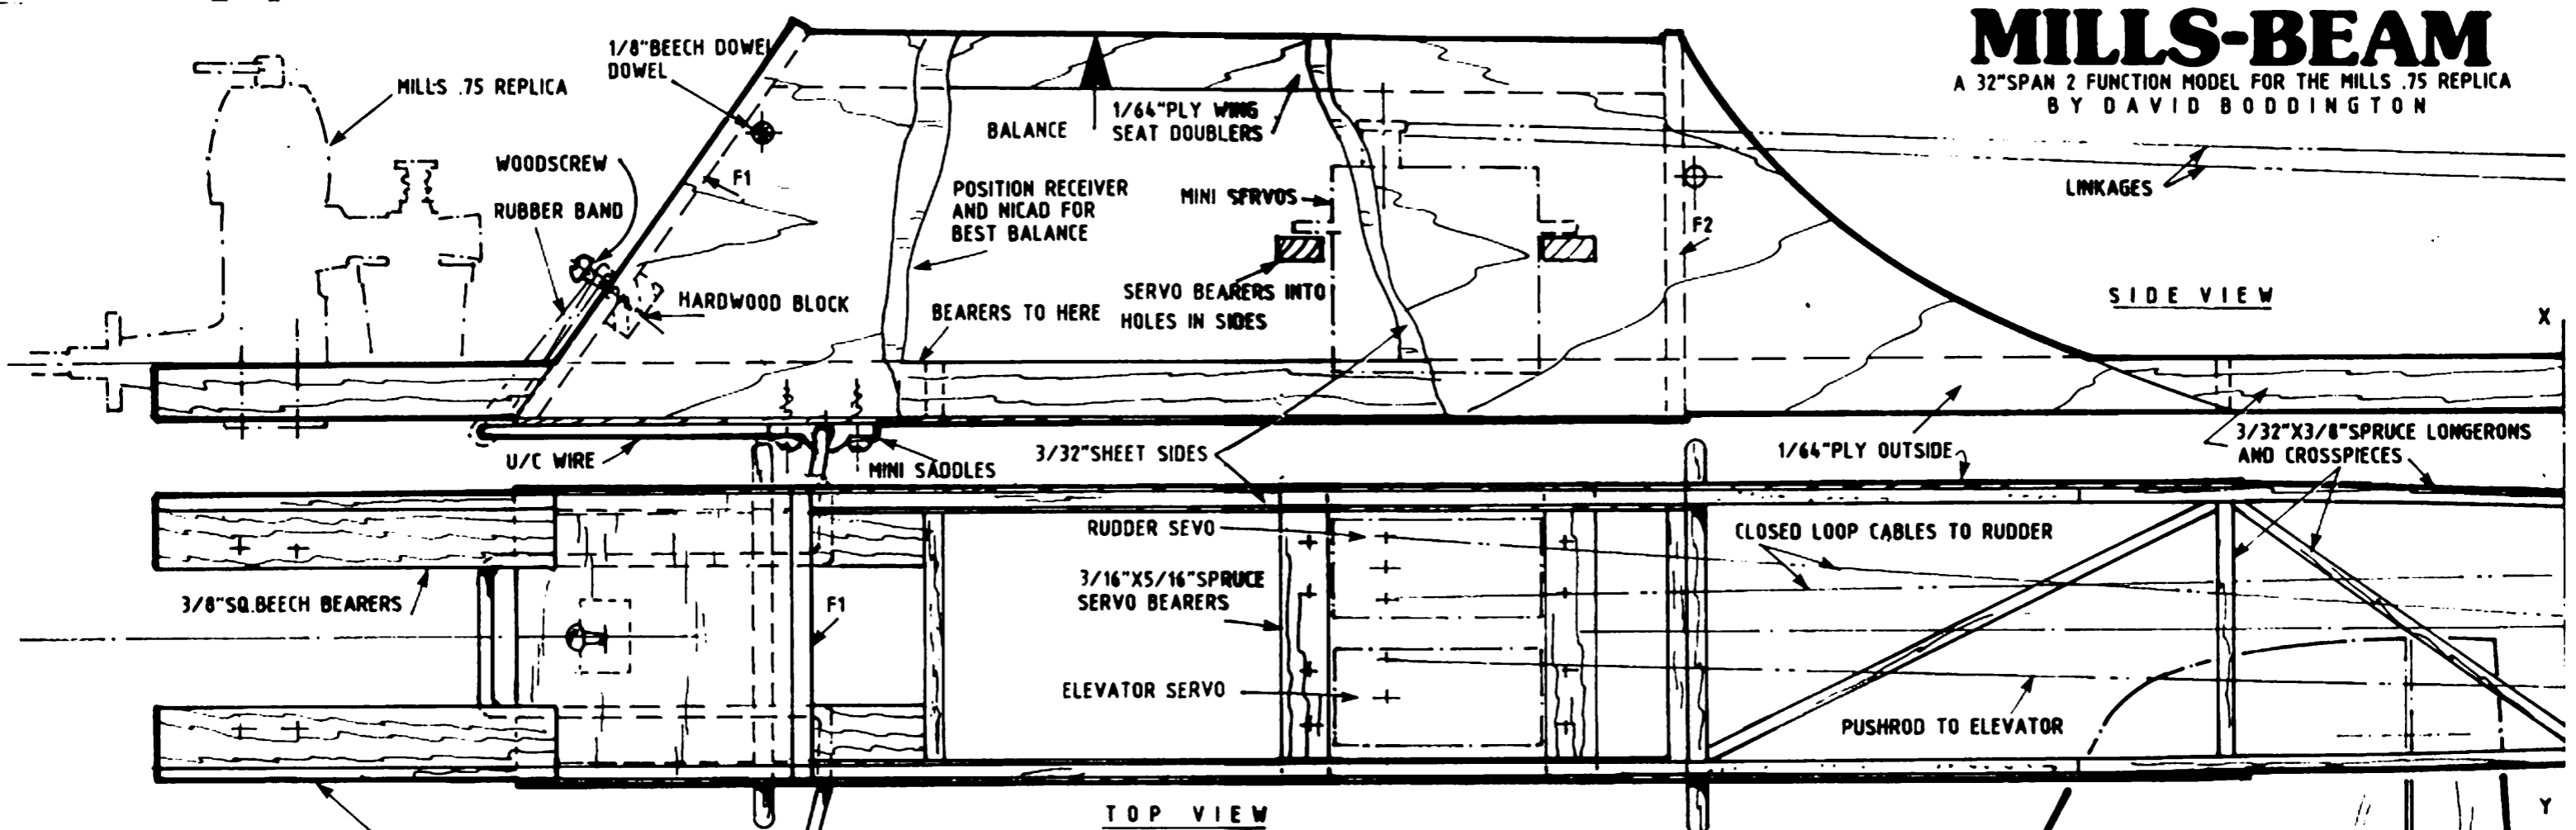 MILLS-BEAM
A 32"SPAN 2 FUNCTION MODEL FOR THE MILLS .75 REPLICA
BY DAVID BODDINGTON
1/8"BEECH DOWEL
DOWEL
MILLS .75 REPLICA
WOODSCREW
RUBBER BAND
F1
HARDWOOD BLOCK
BALANCE
1/64"PLY WING
SEAT DOUBLERS
POSITION RECEIVER
AND NICAD FOR
BEST BALANCE
MINI SERVOS
LINKAGES
F2
SERVO BEARERS INTO
HOLES IN SIDES
BEARERS TO HERE
SIDE VIEW
X
U/C WIRE
MINI SADDLES
3/32"SHEET SIDES
1/64"PLY OUTSIDE
3/32"X3/8"SPRUCE LONGERONS
AND CROSSPIECES
RUDDER SEVO
CLOSED LOOP CABLES TO RUDDER
3/8"SQ.BEECH BEARERS
F1
3/16"X5/16"SPRUCE
SERVO BEARERS
ELEVATOR SERVO
PUSHROD TO ELEVATOR
TOP VIEW
Y